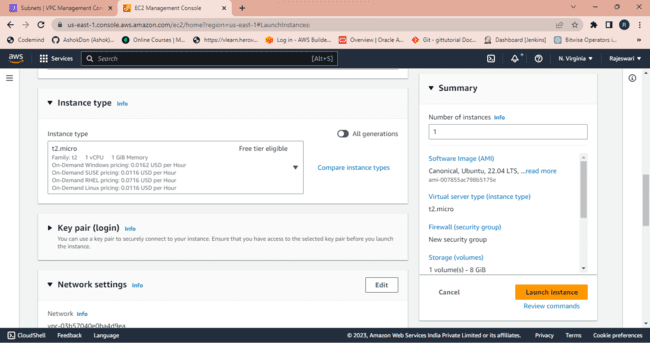 Subnets | VPC Management Cons
EC2 Management Console
us-east-1.console.aws.amazon.com/ec2/home?region=us-east-1#LaunchInstances:
Codemind
AshokDon (Ashok)...
Online Courses | M...
https://vlearn.herov...
Log in - AWS Builde...
Overview | Oracle A...
Git - gittutorial Doc...
Dashboard [Jenkins]
Bitwise Operators i...
aws
Services
Search
[Alt+S]
N. Virginia
Rajeswari
Instance type Info
Instance type
t2.micro
Free tier eligible
Family: t2 1 vCPU 1 GiB Memory
On-Demand Windows pricing: 0.0162 USD per Hour
On-Demand SUSE pricing: 0.0116 USD per Hour
On-Demand RHEL pricing: 0.0716 USD per Hour
On-Demand Linux pricing: 0.0116 USD per Hour
All generations
Compare instance types
Key pair (login) Info
You can use a key pair to securely connect to your instance. Ensure that you have access to the selected key pair before you launch
the instance.
Network settings Info
Edit
Network Info
vpc-03b57040e0ba4d9ea
Summary
Number of instances Info
1
Software Image (AMI)
Canonical, Ubuntu, 22.04 LTS, ...read more
ami-007855ac798b5175e
Virtual server type (instance type)
t2.micro
Firewall (security group)
New security group
Storage (volumes)
1 volume(s) - 8 GiB
Cancel
Launch instance
Review commands
CloudShell
Feedback
Language
© 2023, Amazon Web Services India Private Limited or its affiliates.
Privacy
Terms
Cookie preferences